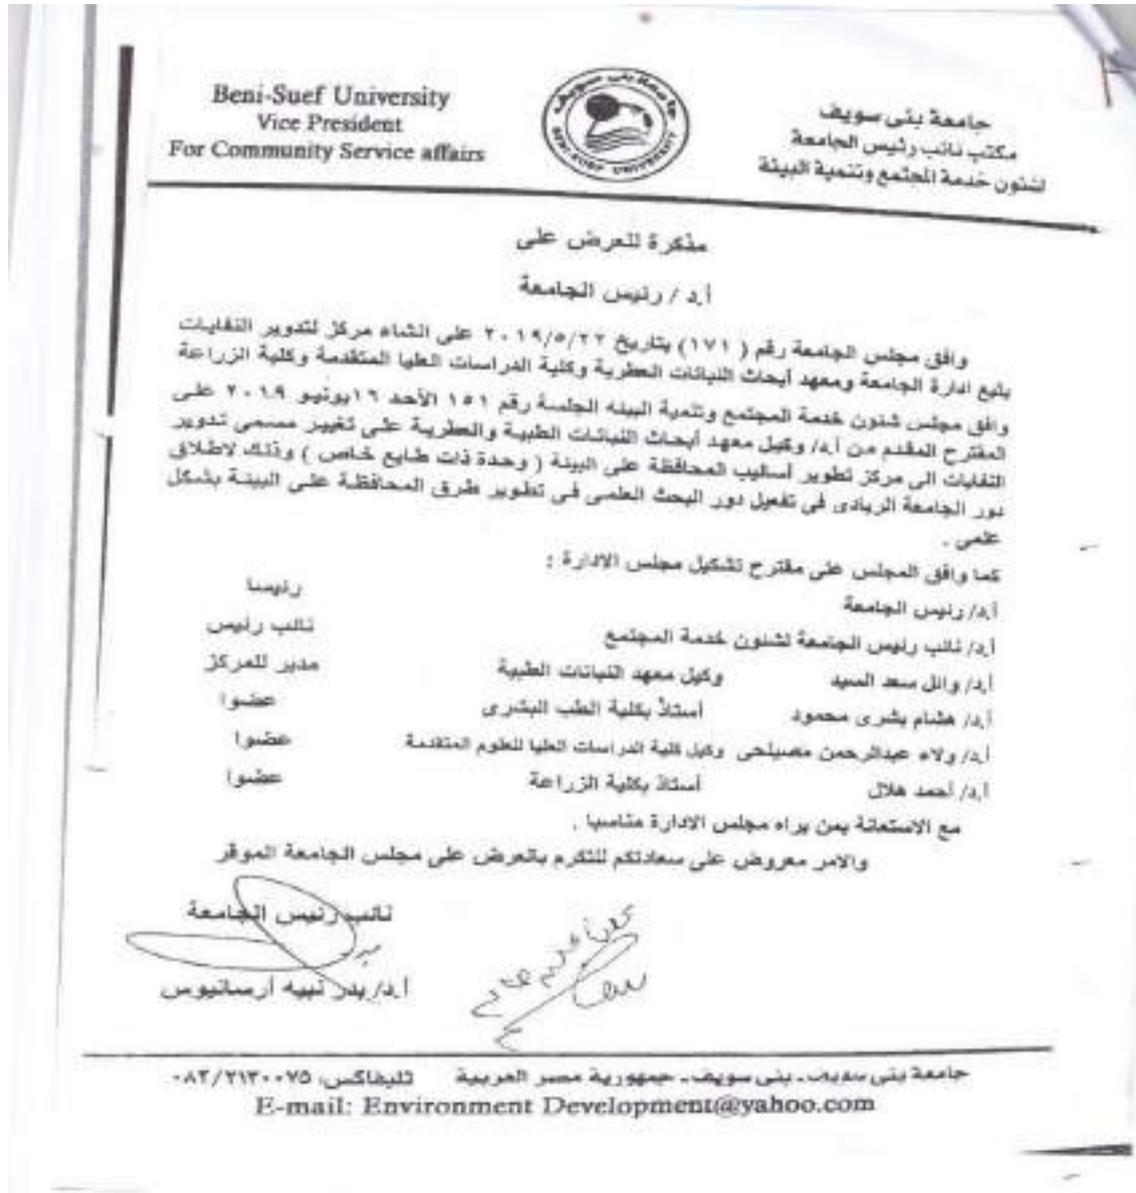 Beni-Suef University
Vice President
For Community Service affairs
جامعة بنى سويف
BENI-SUEF UNIVERSITY
جامعة بنى سويف
مكتب نائب رئيس الجامعة
لشئون خدمة المجتمع وتنمية البيئة
مذكرة للعرض على
أ.د / رئيس الجامعة
وافق مجلس الجامعة رقم ( ١٧١ ) بتاريخ ٢٠١٩/٥/٢٢ على انشاء مركز لتدوير النفايات
يتبع ادارة الجامعة ومعهد أبحاث النباتات العطرية وكلية الدراسات العليا المتقدمة وكلية الزراعة
وافق مجلس شئون خدمة المجتمع وتنمية البيئه الجلسة رقم ١٥١ الأحد ١٦يونيو ٢٠١٩ على
المقترح المقدم من أ.د/ وكيل معهد أبحاث النباتات الطبية والعطرية على تغيير مسمى تدوير
النفايات الى مركز تطوير أساليب المحافظة على البيئة ( وحدة ذات طابع خاص ) وذلك لاطلاق
دور الجامعة الريادى فى تفعيل دور البحث العلمى فى تطوير طرق المحافظة على البيئة بشكل
علمى .
كما وافق المجلس على مقترح تشكيل مجلس الادارة :
أ.د/ رئيس الجامعة رئيسا
أ.د/ نائب رئيس الجامعة لشئون خدمة المجتمع نائب رئيس
أ.د/ وائل سعد السيد وكيل معهد النباتات الطبية مدير للمركز
أ.د/ هشام بشرى محمود أستاذ بكلية الطب البشرى عضوا
أ.د/ ولاء عبدالرحمن مصيلحى وكيل كلية الدراسات العليا للعلوم المتقدمة عضوا
أ.د/ أحمد هلال أستاذ بكلية الزراعة عضوا
مع الاستعانة بمن يراه مجلس الادارة مناسبا .
والامر معروض على سعادتكم للتكرم بالعرض على مجلس الجامعة الموقر
نائب رئيس الجامعة
أ.د/ بدر نبيه أرسانيوس
جامعة بنى سويف ـ بنى سويف ـ جمهورية مصر العربية تليفاكس: ٠٨٢/٢١٣٠٠٧٥
E-mail: Environment Development@yahoo.com